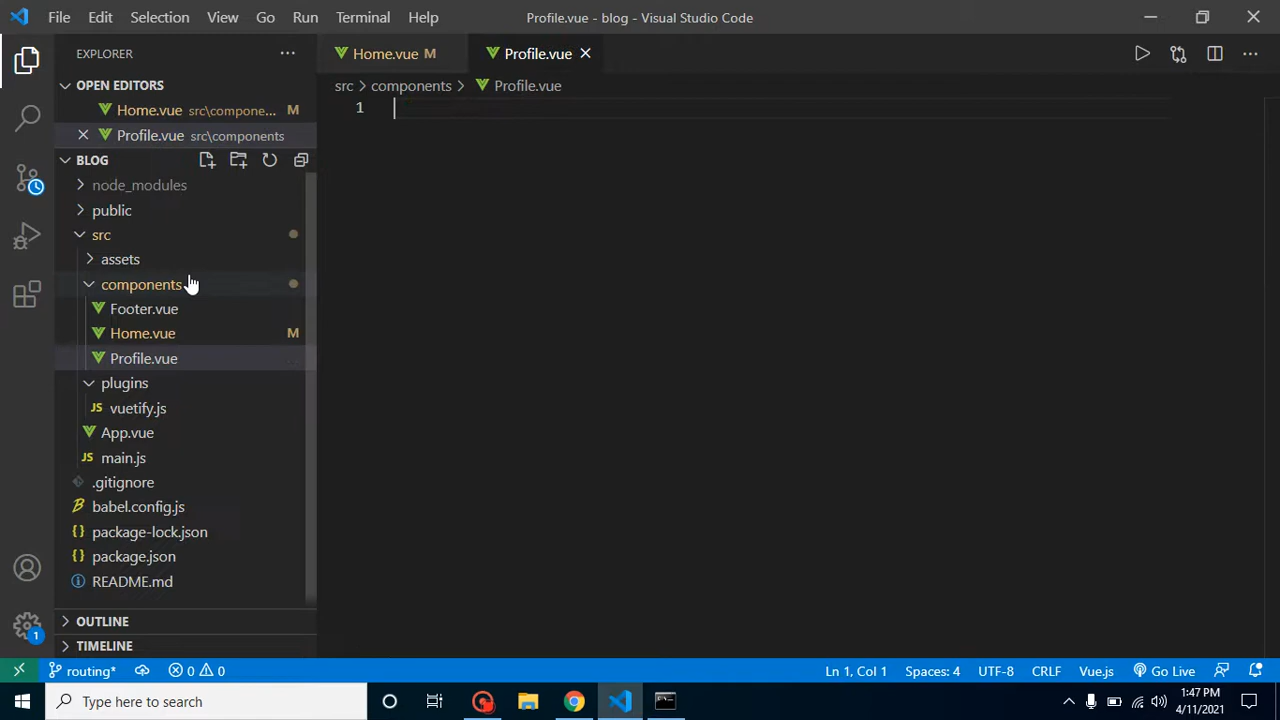 File Edit Selection View Go Run Terminal Help
Profile.vue - blog - Visual Studio Code
EXPLORER
OPEN EDITORS
Home.vue src\compone... M
Profile.vue src\components
BLOG
node_modules
public
src
assets
components
Footer.vue
Home.vue M
Profile.vue
plugins
JS vuetify.js
App.vue
JS main.js
.gitignore
babel.config.js
{} package-lock.json
{} package.json
README.md
OUTLINE
TIMELINE
Home.vue M
Profile.vue
src > components > Profile.vue
1
1
routing*
0 0
Ln 1, Col 1
Spaces: 4
UTF-8
CRLF
Vue.js
Go Live
Type here to search
1:47 PM
4/11/2021